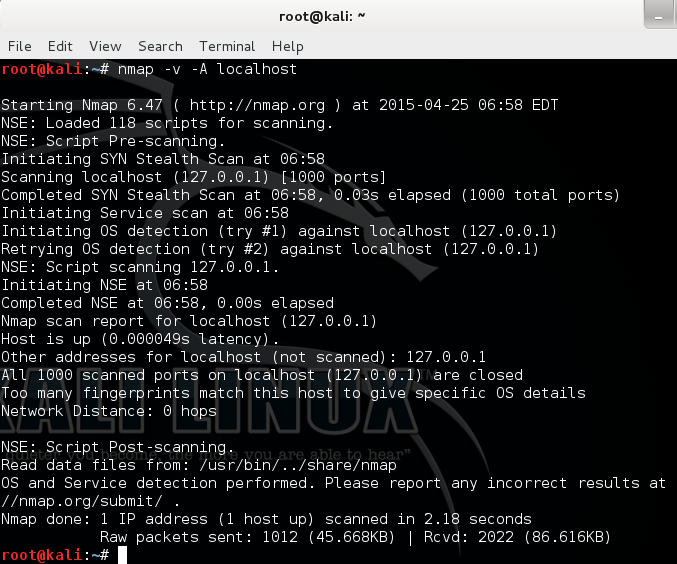 root@kali: ~
File Edit View Search Terminal Help
root@kali:~# nmap -v -A localhost
Starting Nmap 6.47 ( http://nmap.org ) at 2015-04-25 06:58 EDT
NSE: Loaded 118 scripts for scanning.
NSE: Script Pre-scanning.
Initiating SYN Stealth Scan at 06:58
Scanning localhost (127.0.0.1) [1000 ports]
Completed SYN Stealth Scan at 06:58, 0.03s elapsed (1000 total ports)
Initiating Service scan at 06:58
Initiating OS detection (try #1) against localhost (127.0.0.1)
Retrying OS detection (try #2) against localhost (127.0.0.1)
NSE: Script scanning 127.0.0.1.
Initiating NSE at 06:58
Completed NSE at 06:58, 0.00s elapsed
Nmap scan report for localhost (127.0.0.1)
Host is up (0.000049s latency).
Other addresses for localhost (not scanned): 127.0.0.1
All 1000 scanned ports on localhost (127.0.0.1) are closed
Too many fingerprints match this host to give specific OS details
Network Distance: 0 hops
KALI LINUX™
NSE: Script Post-scanning.
you become, the more you are able to hear”
Read data files from: /usr/bin/../share/nmap
OS and Service detection performed. Please report any incorrect results at
//nmap.org/submit/ .
Nmap done: 1 IP address (1 host up) scanned in 2.18 seconds
Raw packets sent: 1012 (45.668KB) | Rcvd: 2022 (86.616KB)
root@kali:~#